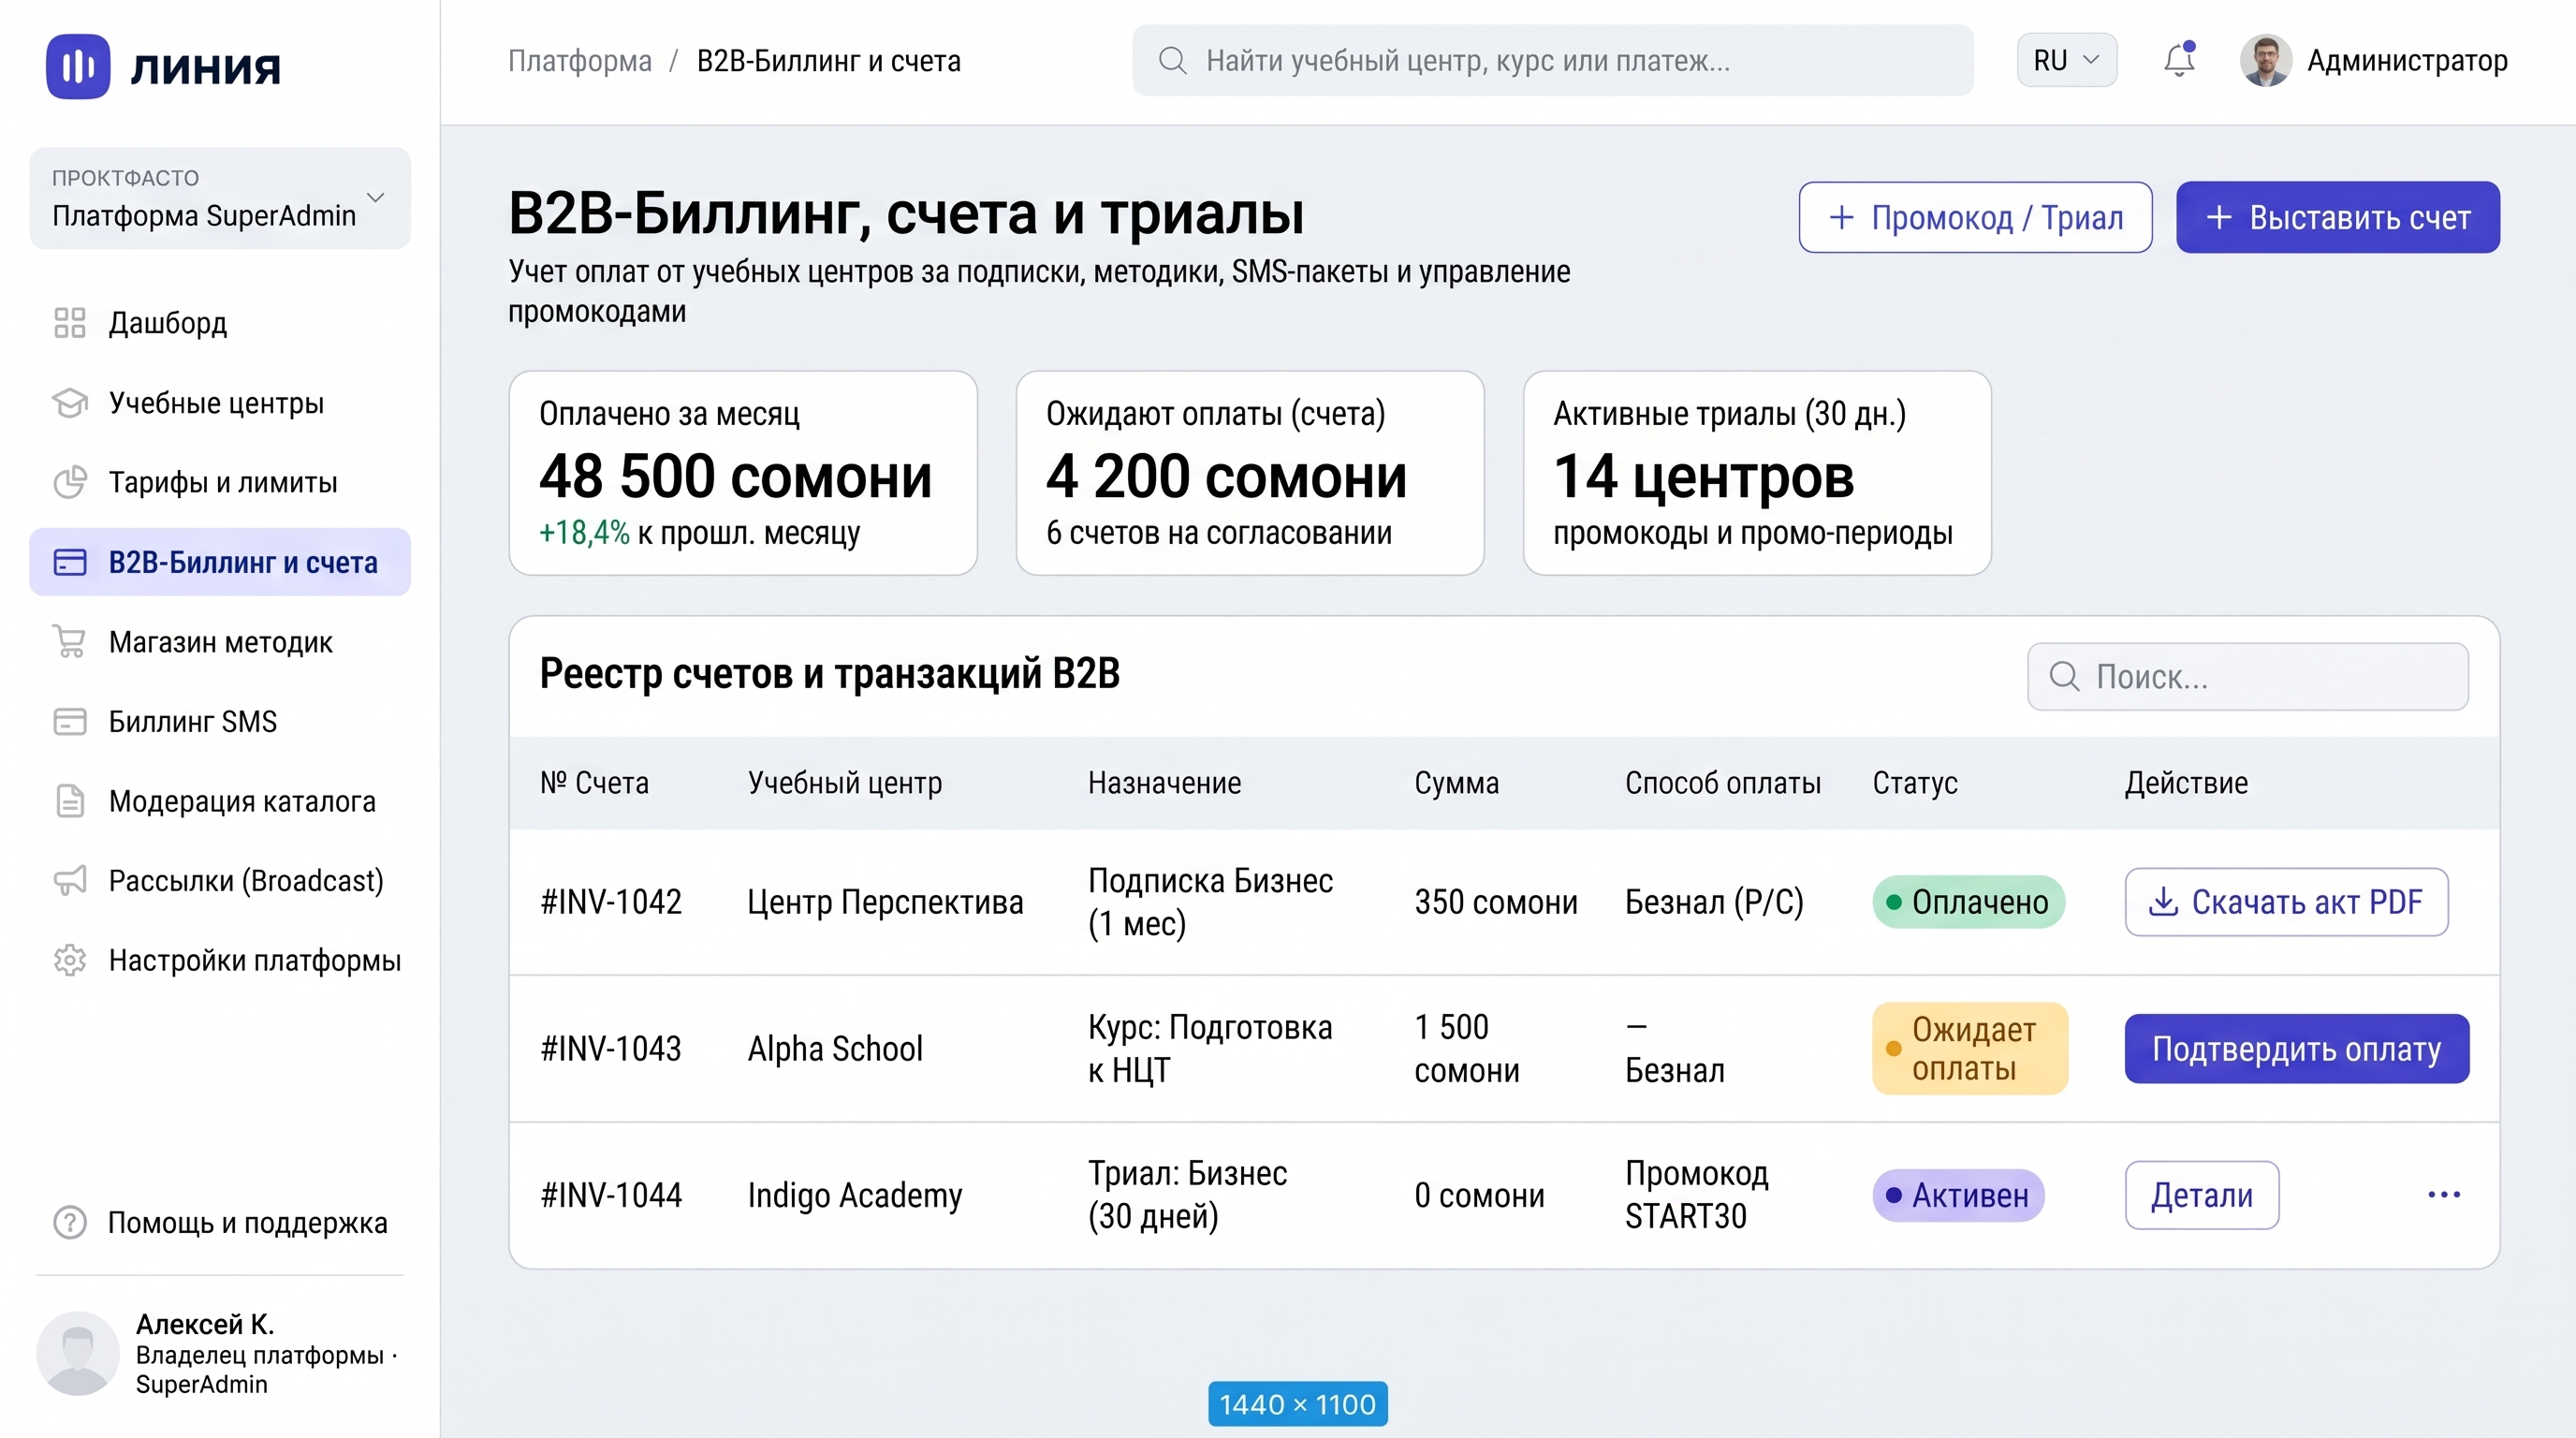 ЛИНИЯ
ПРОКТФАСТО
Платформа SuperAdmin
Дашборд
Учебные центры
Тарифы и лимиты
B2B-Биллинг и счета
Магазин методик
Биллинг SMS
Модерация каталога
Рассылки (Broadcast)
Настройки платформы
Помощь и поддержка
Алексей К.
Владелец платформы ·
SuperAdmin
Платформа / B2B-Биллинг и счета
Найти учебный центр, курс или платеж...
RU
Администратор
B2B-Биллинг, счета и триалы
Учет оплат от учебных центров за подписки, методики, SMS-пакеты и управление
промокодами
+ Промокод / Триал
+ Выставить счет
Оплачено за месяц
48 500 сомони
+18,4% к прошл. месяцу
Ожидают оплаты (счета)
4 200 сомони
6 счетов на согласовании
Активные триалы (30 дн.)
14 центров
промокоды и промо-периоды
Реестр счетов и транзакций B2B
Поиск...
№ Счета Учебный центр Назначение Сумма Способ оплаты Статус Действие
#INV-1042
Центр Перспектива
Подписка Бизнес
(1 мес)
350 сомони
Безнал (Р/С)
Оплачено
Скачать акт PDF
#INV-1043
Alpha School
Курс: Подготовка
к НЦТ
1 500
сомони
—
Безнал
Ожидает
оплаты
Подтвердить оплату
#INV-1044
Indigo Academy
Триал: Бизнес
(30 дней)
0 сомони
Промокод
START30
Активен
Детали
1440 × 1100